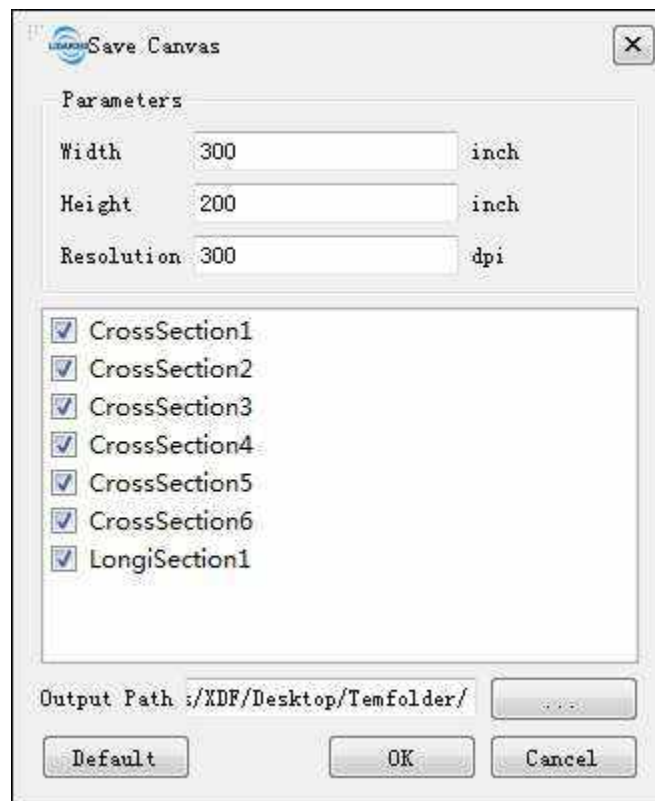 Save Canvas
Parameters
Width 300 inch
Height 200 inch
Resolution 300 dpi
CrossSection1
CrossSection2
CrossSection3
CrossSection4
CrossSection5
CrossSection6
LongiSection1
Output Path :/XDF/Desktop/Temfolder/ ...
Default OK Cancel